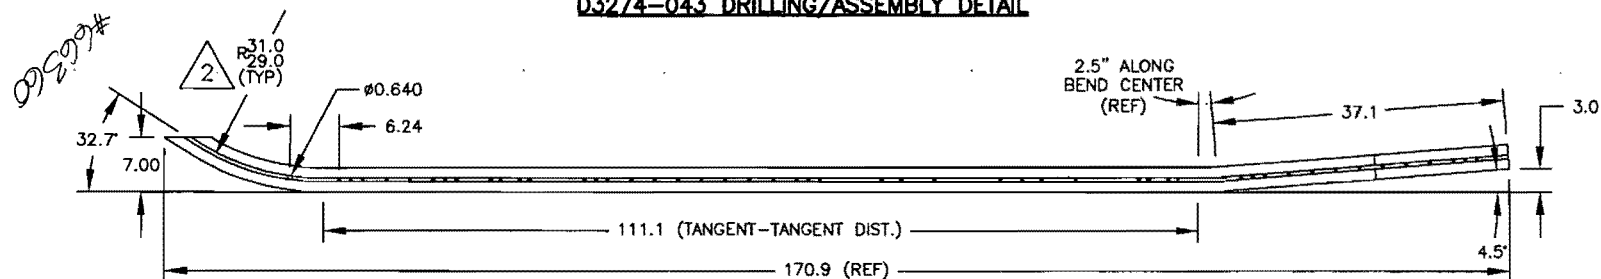 D3274-043 DRILLING/ASSEMBLY DETAIL
#66360
2
R31.0
29.0
(TYP)
ø0.640
6.24
2.5" ALONG
BEND CENTER
(REF)
37.1
3.0
32.7°
7.00
111.1 (TANGENT-TANGENT DIST.)
4.5°
170.9 (REF)